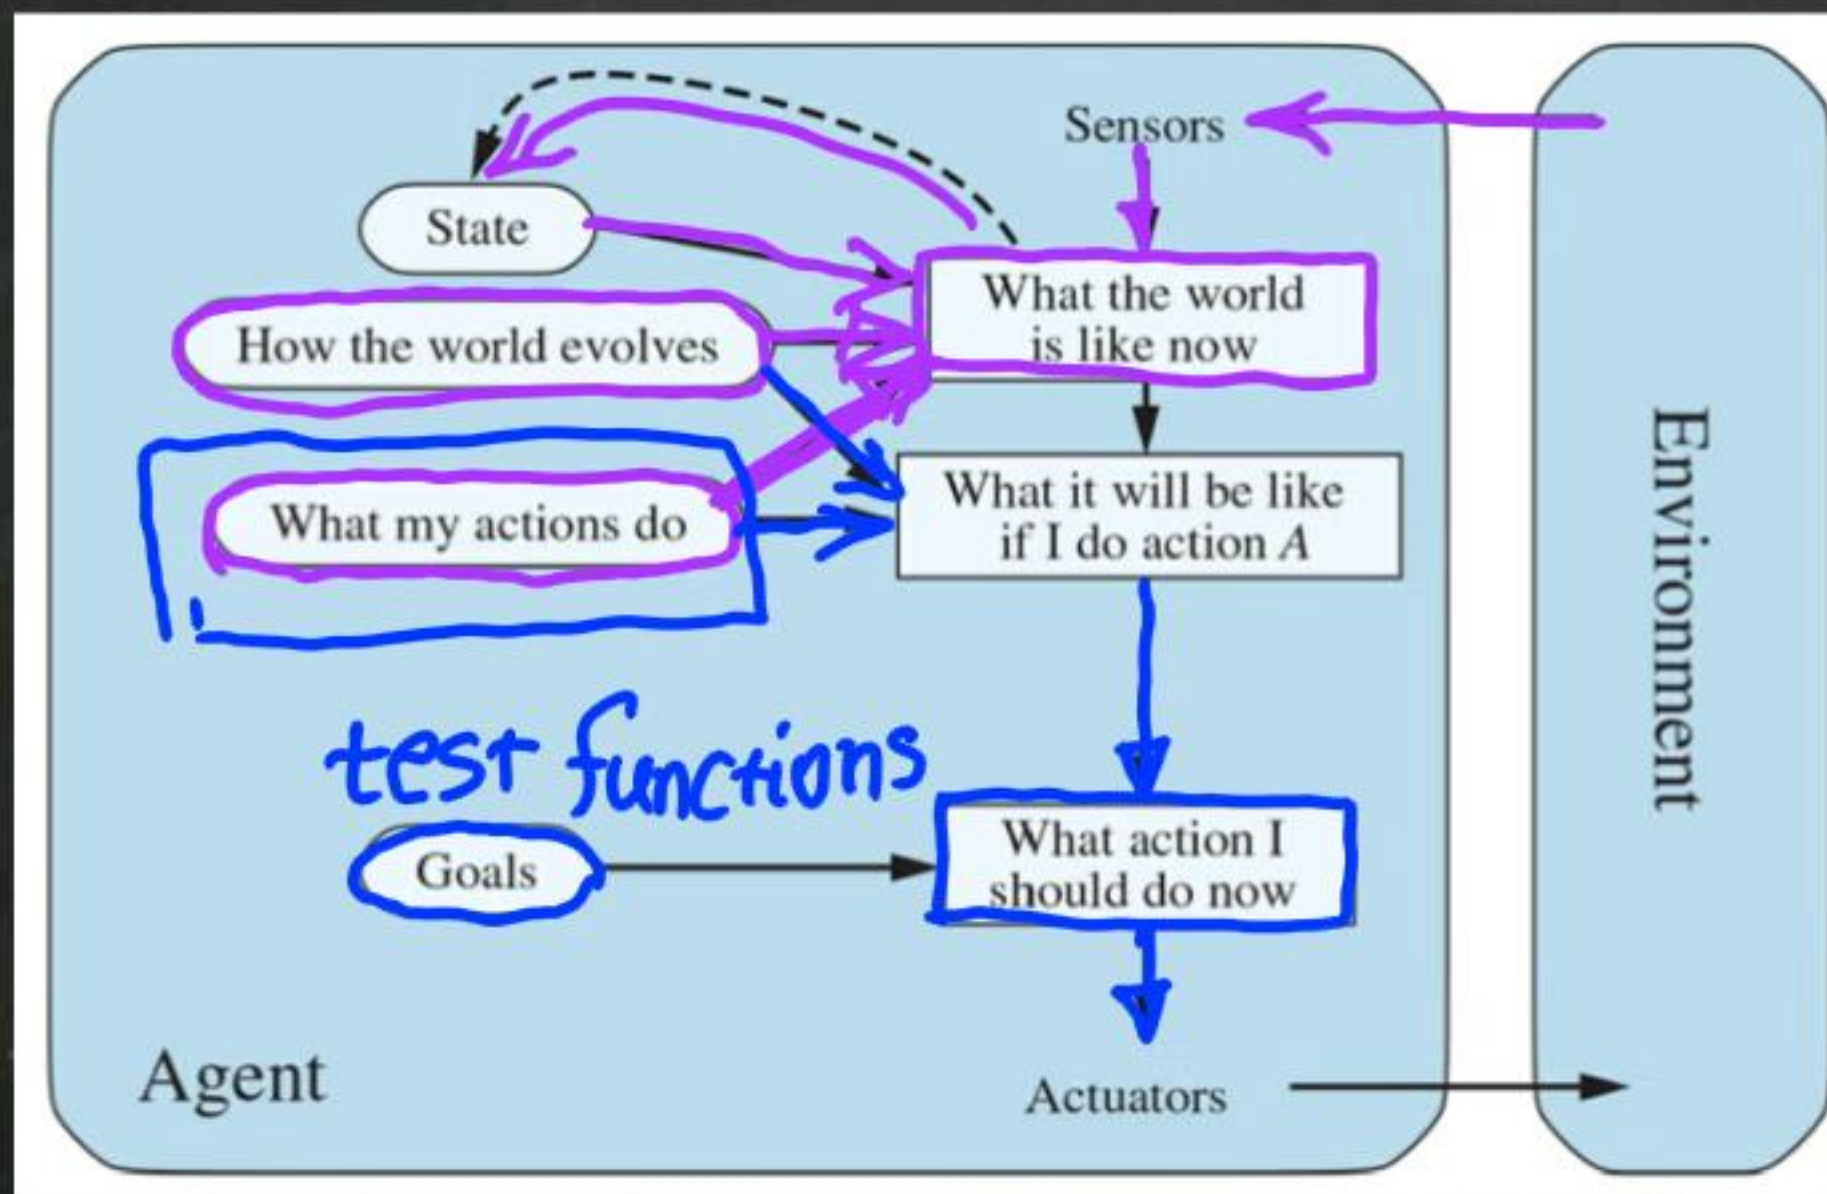 Sensors
State
What the world
is like now
How the world evolves
What it will be like
if I do action A
What my actions do
test functions
Goals
What action I
should do now
Agent
Actuators
Environment